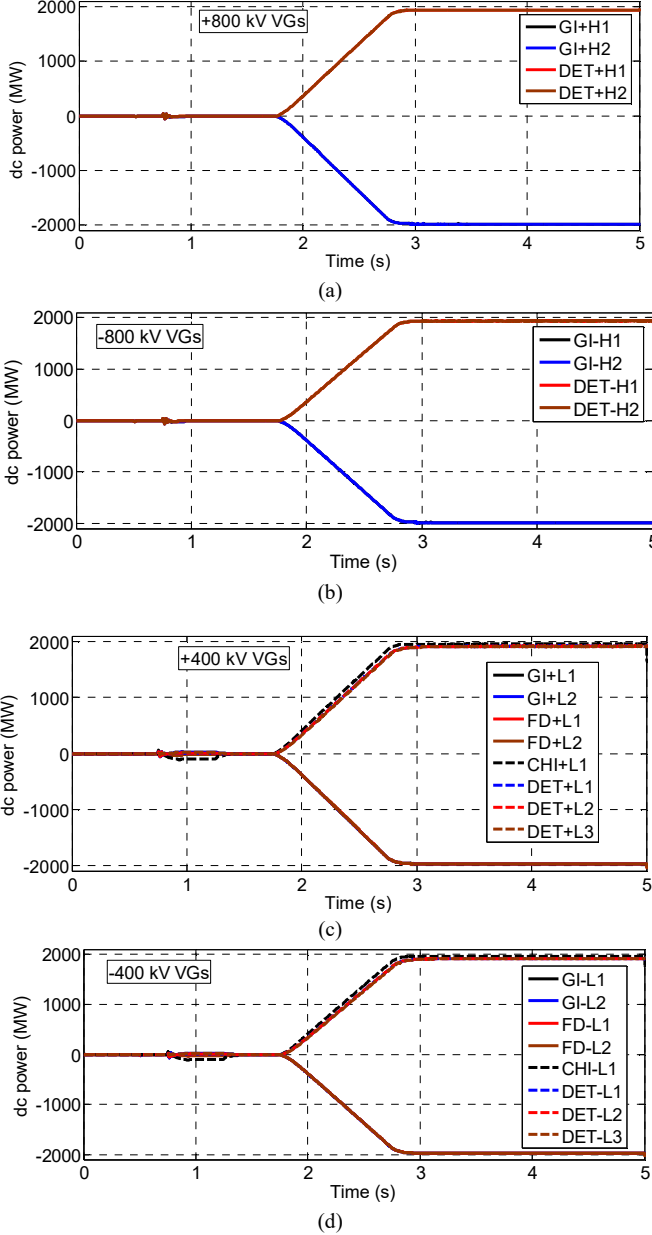 2000
1000
0
-1000
-2000
dc power (MW)
+800 kV VGs
GI+H1
GI+H2
DET+H1
DET+H2
0 1 2 3 4 5
Time (s)
(a)
2000
1000
0
-1000
-2000
dc power (MW)
-800 kV VGs
GI-H1
GI-H2
DET-H1
DET-H2
0 1 2 3 4 5
Time (s)
(b)
2000
1000
0
-1000
-2000
dc power (MW)
+400 kV VGs
GI+L1
GI+L2
FD+L1
FD+L2
CHI+L1
DET+L1
DET+L2
DET+L3
0 1 2 3 4 5
Time (s)
(c)
2000
1000
0
-1000
-2000
dc power (MW)
-400 kV VGs
GI-L1
GI-L2
FD-L1
FD-L2
CHI-L1
DET-L1
DET-L2
DET-L3
0 1 2 3 4 5
Time (s)
(d)